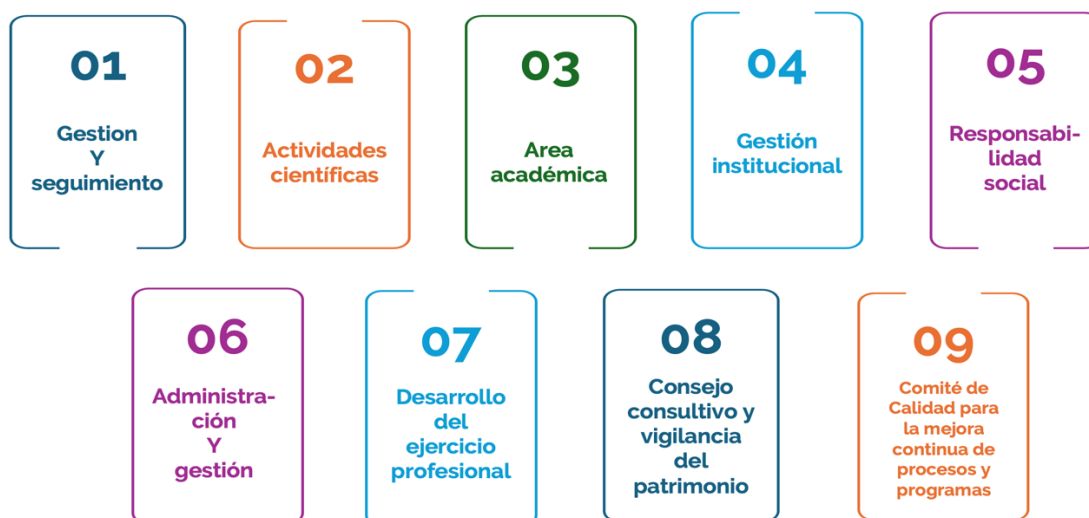 01
Gestion
Y
seguimiento
02
Actividades
científicas
03
Area
académica
04
Gestión
institucional
05
Responsabi-
lidad
social
06
Administra-
ción
Y
gestión
07
Desarrollo
del
ejercicio
profesional
08
Consejo
consultivo y
vigilancia
del
patrimonio
09
Comité de
Calidad para
la mejora
continua de
procesos y
programas